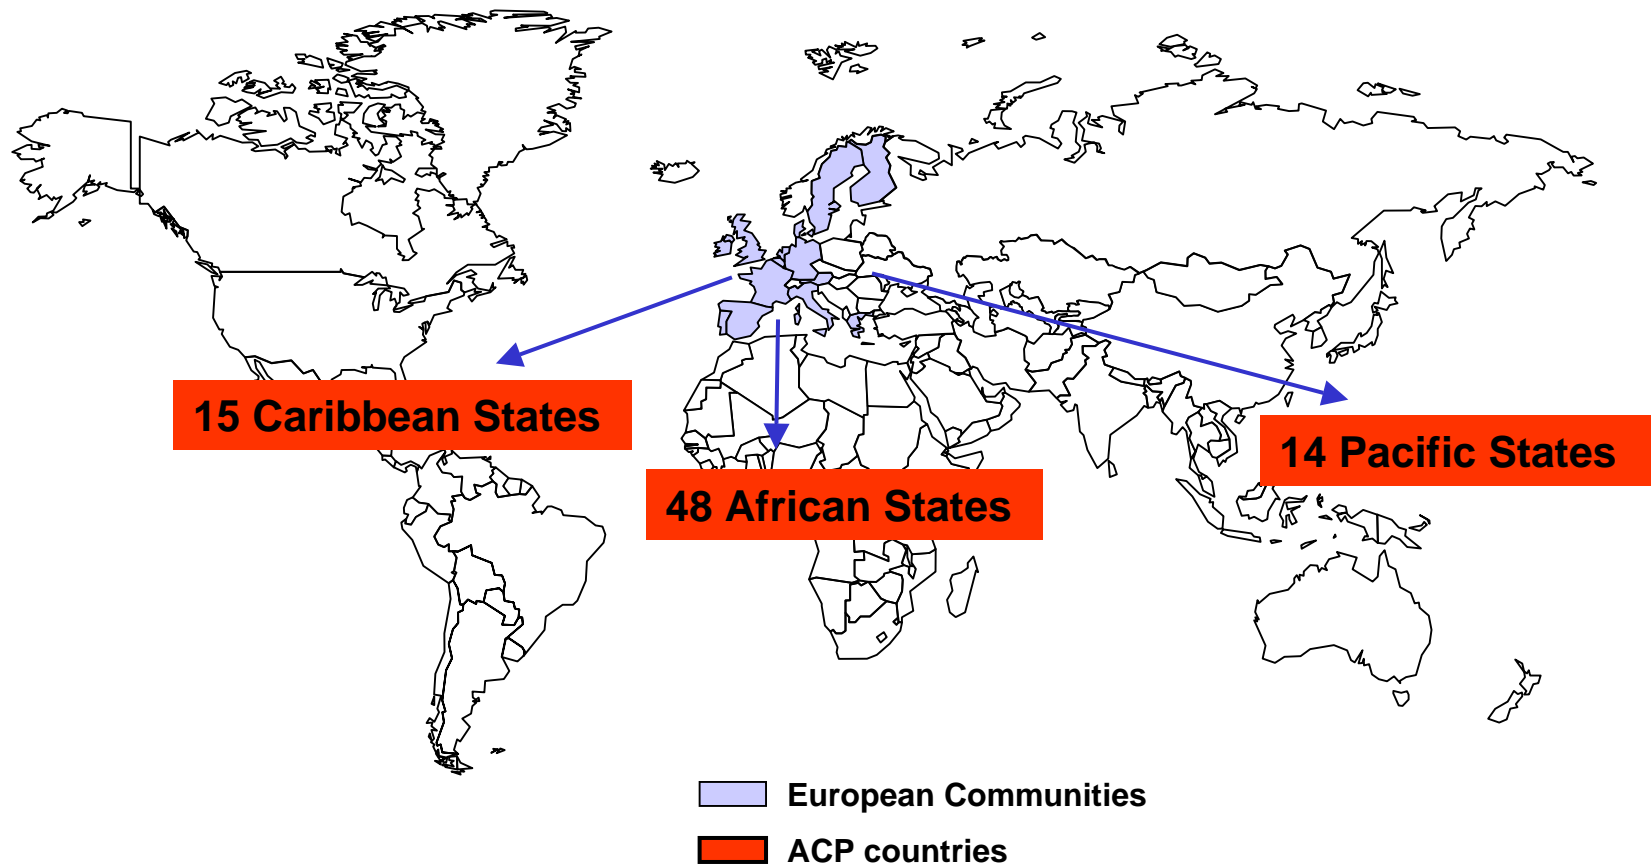 15 Caribbean States
14 Pacific States
48 African States
European Communities
ACP countries